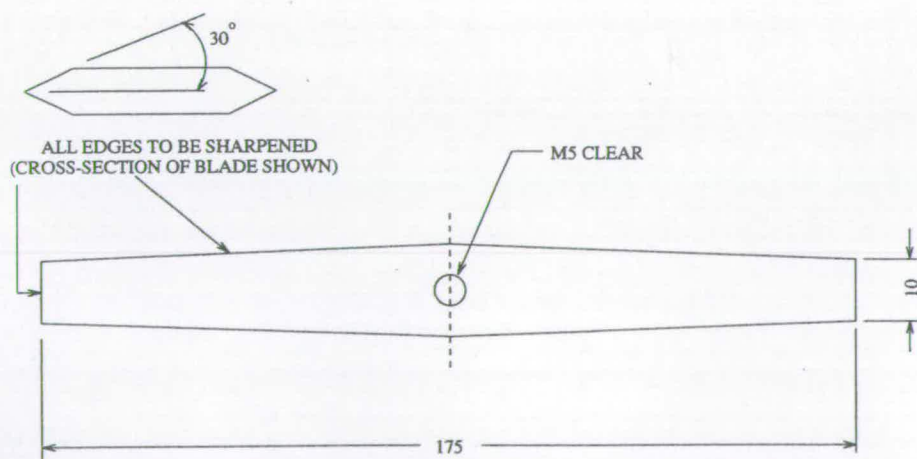 30°
ALL EDGES TO BE SHARPENED
(CROSS-SECTION OF BLADE SHOWN)
M5 CLEAR
10
175